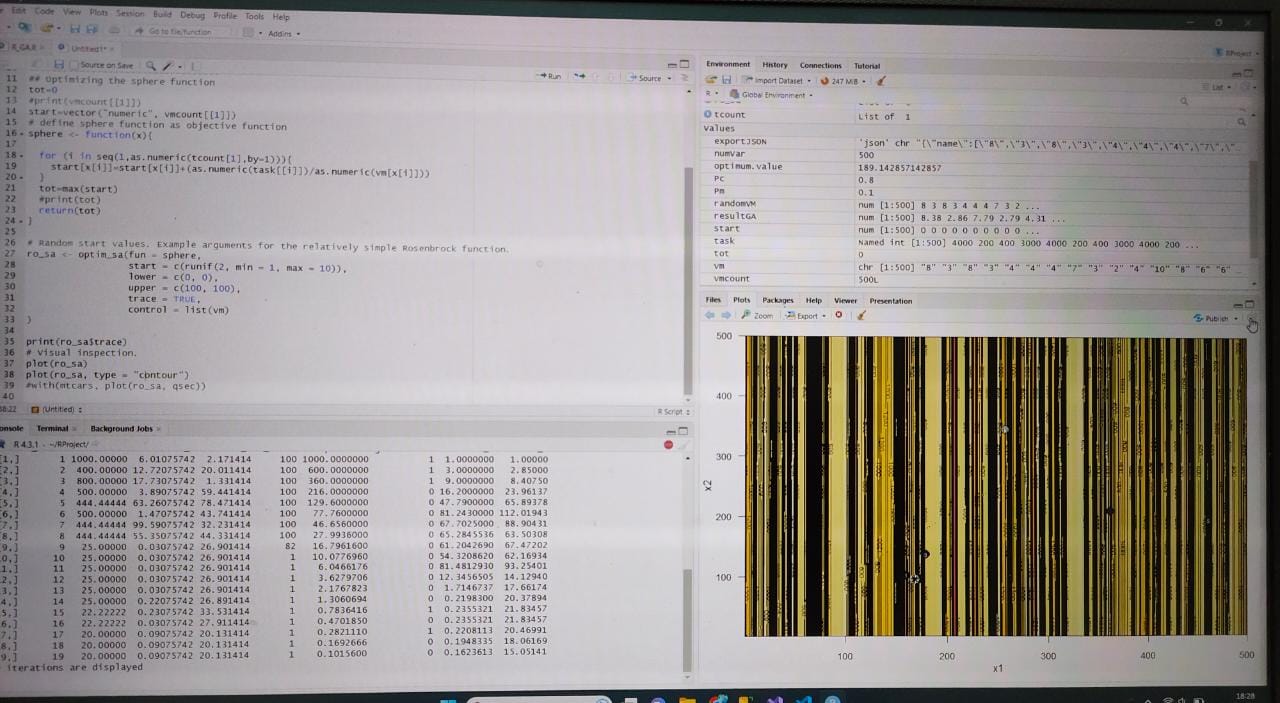 Edit Code View Plots Session Build Debug Profile Tools Help
Go to file/function
Addins
R_GA.R
Untitled1*
RProject
Source on Save
Run
Source
11 ## Optimizing the sphere function
12 tot=0
13 #print(vmcount[[1]])
14 start=vector("numeric", vmcount[[1]])
15 # define sphere function as objective function
16 sphere <- function(x){
17
18 for (i in seq(1,as.numeric(tcount[1],by=1))){
19 start[x[i]]=start[x[i]]+(as.numeric(task[[i]])/as.numeric(vm[x[i]]))
20 }
21 tot=max(start)
22 #print(tot)
23 return(tot)
24 }
25
26 # Random start values. Example arguments for the relatively simple Rosenbrock function.
27 ro_sa <- optim_sa(fun = sphere,
28 start = c(runif(2, min = 1, max = 10)),
29 lower = c(0, 0),
30 upper = c(100, 100),
31 trace = TRUE,
32 control = list(vm)
33 )
34
35 print(ro_sa$trace)
36 # Visual inspection.
37 plot(ro_sa)
38 plot(ro_sa, type = "contour")
39 #with(mtcars, plot(ro_sa, qsec))
40
38:22 (Untitled)
R Script
onsole Terminal Background Jobs
R 4.3.1 · ~/RProject/
[1,] 1 1000.00000 6.01075742 2.171414 100 1000.0000000 1 1.0000000 1.00000
[2,] 2 400.00000 12.72075742 20.011414 100 600.0000000 1 3.0000000 2.85000
[3,] 3 800.00000 17.73075742 1.331414 100 360.0000000 1 9.0000000 8.40750
[4,] 4 500.00000 3.89075742 59.441414 100 216.0000000 0 16.2000000 23.96137
[5,] 5 444.44444 63.26075742 78.471414 100 129.6000000 0 47.7900000 65.89378
[6,] 6 500.00000 1.47075742 43.741414 100 77.7600000 0 81.2430000 112.01943
[7,] 7 444.44444 99.59075742 32.231414 100 46.6560000 0 67.7025000 88.90431
[8,] 8 444.44444 55.35075742 44.331414 100 27.9936000 0 65.2845536 63.50308
[9,] 9 25.00000 0.03075742 26.901414 82 16.7961600 0 61.2042690 67.47202
0,] 10 25.00000 0.03075742 26.901414 1 10.0776960 0 54.3208620 62.16934
1,] 11 25.00000 0.03075742 26.901414 1 6.0466176 0 81.4812930 93.25401
2,] 12 25.00000 0.03075742 26.901414 1 3.6279706 0 12.3456505 14.12940
3,] 13 25.00000 0.03075742 26.901414 1 2.1767823 0 1.7146737 17.66174
4,] 14 25.00000 0.22075742 26.891414 1 1.3060694 0 0.2198300 20.37894
5,] 15 22.22222 0.23075742 33.531414 1 0.7836416 1 0.2355321 21.83457
6,] 16 22.22222 0.03075742 27.911414 1 0.4701850 0 0.2355321 21.83457
7,] 17 20.00000 0.09075742 20.131414 1 0.2821110 1 0.2208113 20.46991
8,] 18 20.00000 0.09075742 20.131414 1 0.1692666 0 0.1948335 18.06169
9,] 19 20.00000 0.09075742 20.131414 1 0.1015600 0 0.1623613 15.05141
iterations are displayed
Environment History Connections Tutorial
Import Dataset 247 MiB
List
R Global Environment
tcount List of 1
values
exportJSON 'json' chr "[\"name\":[\"8\",\"3\",\"8\",\"3\",\"4\",\"4\",\"4\",\"7\",\"…
numVar 500
optimum.value 189.142857142857
Pc 0.8
Pm 0.1
randomVM num [1:500] 8 3 8 3 4 4 4 7 3 2 ...
resultGA num [1:500] 8.38 2.86 7.79 2.79 4.31 ...
start num [1:500] 0 0 0 0 0 0 0 0 0 0 ...
task Named int [1:500] 4000 200 400 3000 4000 200 400 3000 4000 200 ...
tot 0
vm chr [1:500] "8" "3" "8" "3" "4" "4" "4" "7" "3" "2" "4" "10" "8" "6" "6" …
vmcount 500L
Files Plots Packages Help Viewer Presentation
Zoom Export Publish
500
400
300
200
100
x2
100 200 300 400 500
x1
18:28